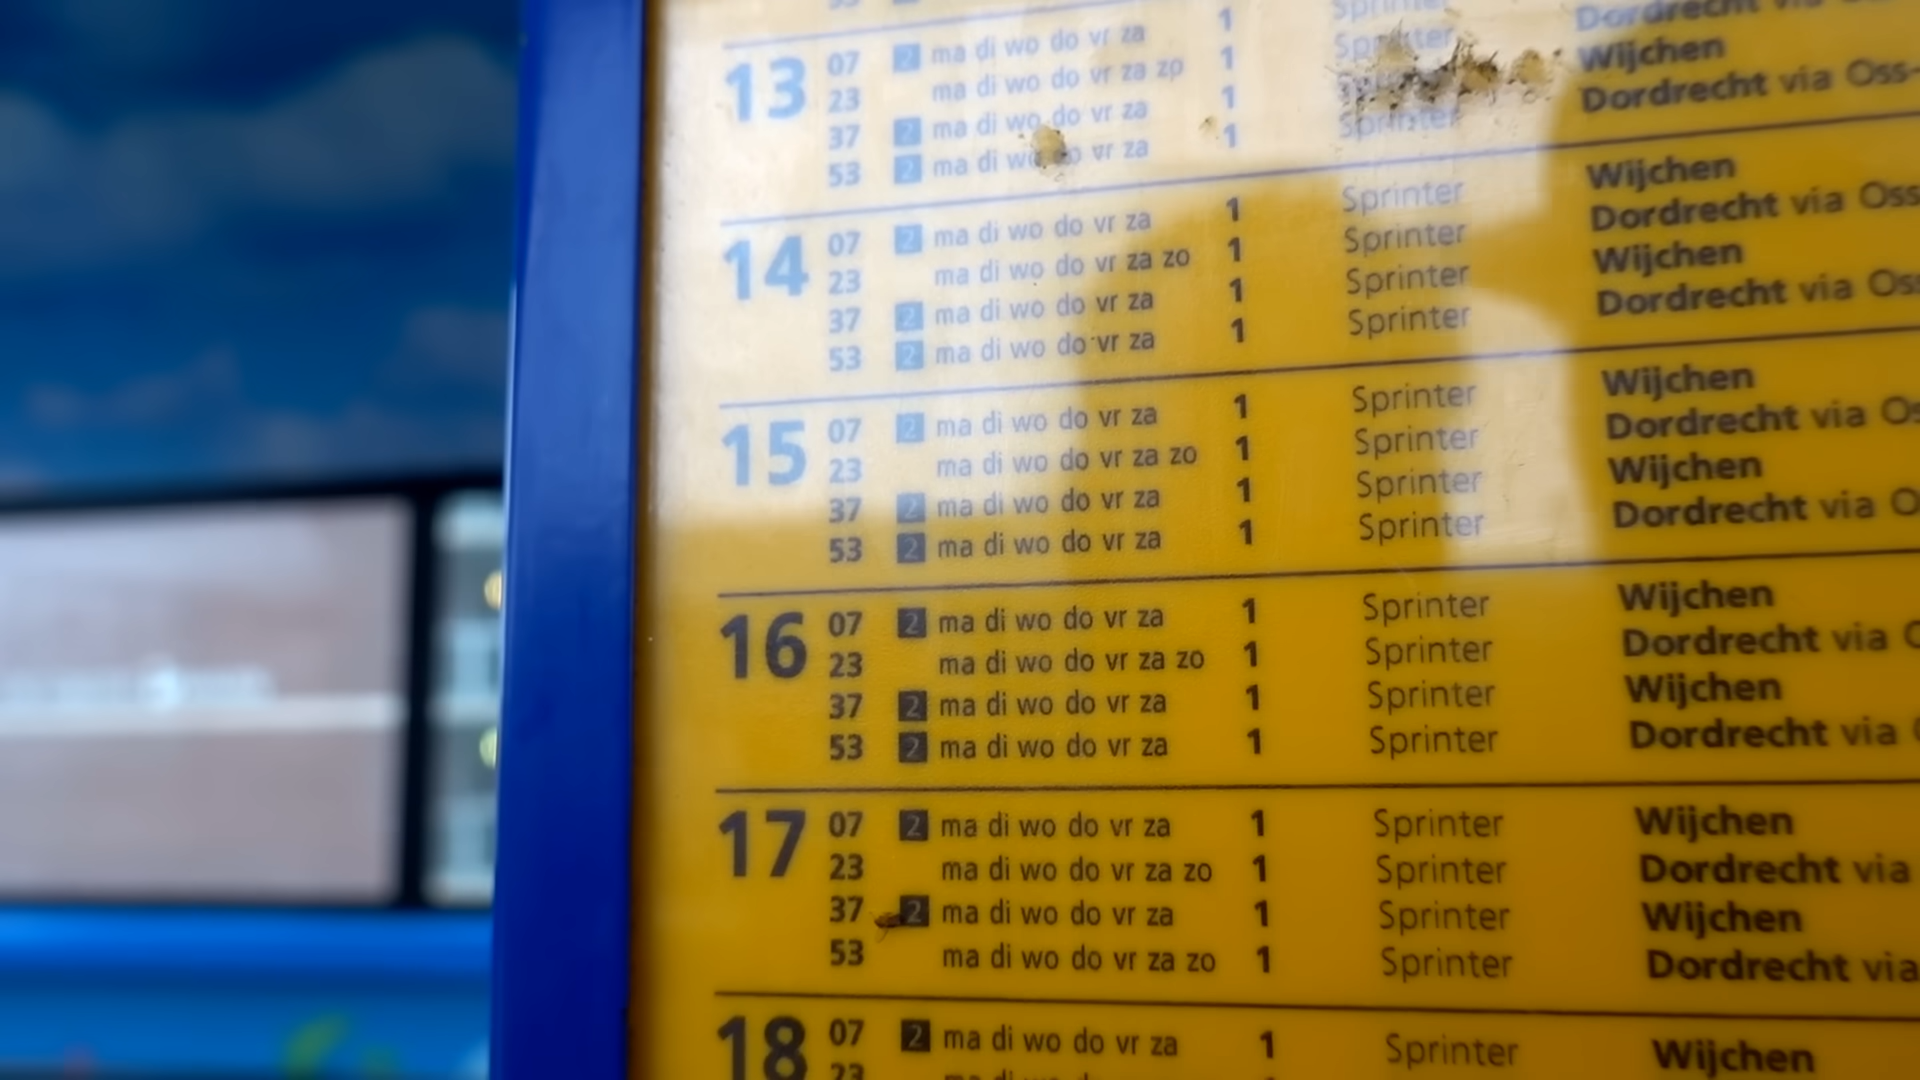 13 07 2 ma di wo do vr za 1 Sprinter Wijchen
23 ma di wo do vr za zo 1 Dordrecht via Oss-
37 2 ma di wo do vr za 1
53 2 ma di wo do vr za 1 Sprinter
14 07 2 ma di wo do vr za 1 Sprinter Wijchen
23 ma di wo do vr za zo 1 Sprinter Dordrecht via Oss
37 2 ma di wo do vr za 1 Sprinter Wijchen
53 2 ma di wo do vr za 1 Sprinter Dordrecht via Oss
15 07 2 ma di wo do vr za 1 Sprinter Wijchen
23 ma di wo do vr za zo 1 Sprinter Dordrecht via Os
37 2 ma di wo do vr za 1 Sprinter Wijchen
53 2 ma di wo do vr za 1 Sprinter Dordrecht via O
16 07 2 ma di wo do vr za 1 Sprinter Wijchen
23 ma di wo do vr za zo 1 Sprinter Dordrecht via
37 2 ma di wo do vr za 1 Sprinter Wijchen
53 2 ma di wo do vr za 1 Sprinter Dordrecht via
17 07 2 ma di wo do vr za 1 Sprinter Wijchen
23 ma di wo do vr za zo 1 Sprinter Dordrecht via
37 2 ma di wo do vr za 1 Sprinter Wijchen
53 ma di wo do vr za zo 1 Sprinter Dordrecht via
18 07 2 ma di wo do vr za 1 Sprinter Wijchen
23